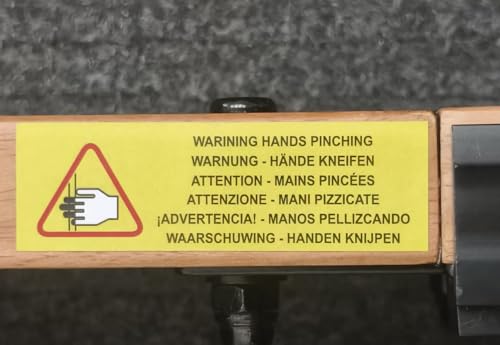 WARINING HANDS PINCHING
WARNUNG - HÄNDE KNEIFEN
ATTENTION - MAINS PINCÉES
ATTENZIONE - MANI PIZZICATE
¡ADVERTENCIA! - MANOS PELLIZCANDO
WAARSCHUWING - HANDEN KNIJPEN